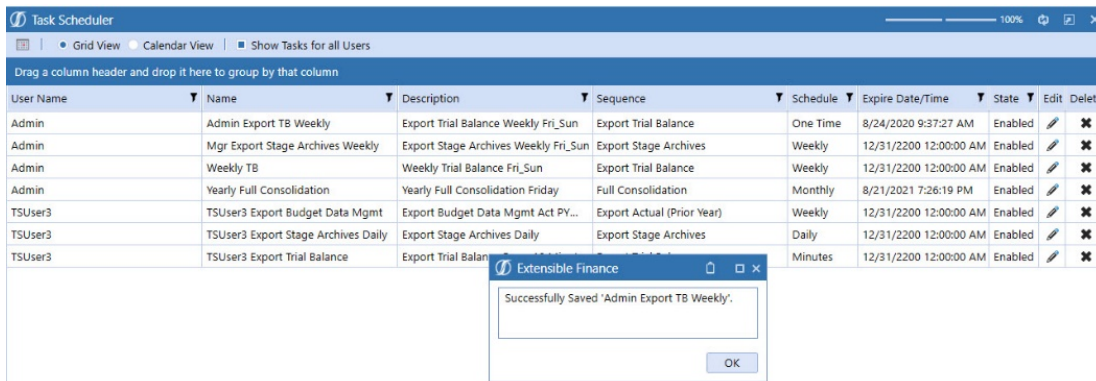 Task Scheduler 100%
Grid View Calendar View Show Tasks for all Users
Drag a column header and drop it here to group by that column
User Name Name Description Sequence Schedule Expire Date/Time State Edit Delet
Admin Admin Export TB Weekly Export Trial Balance Weekly Fri_Sun Export Trial Balance One Time 8/24/2020 9:37:27 AM Enabled
Admin Mgr Export Stage Archives Weekly Export Stage Archives Weekly Fri_Sun Export Stage Archives Weekly 12/31/2200 12:00:00 AM Enabled
Admin Weekly TB Weekly Trial Balance Fri_Sun Export Trial Balance Weekly 12/31/2200 12:00:00 AM Enabled
Admin Yearly Full Consolidation Yearly Full Consolidation Friday Full Consolidation Monthly 8/21/2021 7:26:19 PM Enabled
TSUser3 TSUser3 Export Budget Data Mgmt Export Budget Data Mgmt Act PY... Export Actual (Prior Year) Weekly 12/31/2200 12:00:00 AM Enabled
TSUser3 TSUser3 Export Stage Archives Daily Export Stage Archives Daily Export Stage Archives Daily 12/31/2200 12:00:00 AM Enabled
TSUser3 TSUser3 Export Trial Balance Export Trial Minutes 12/31/2200 12:00:00 AM Enabled
Extensible Finance
Successfully Saved 'Admin Export TB Weekly'.
OK